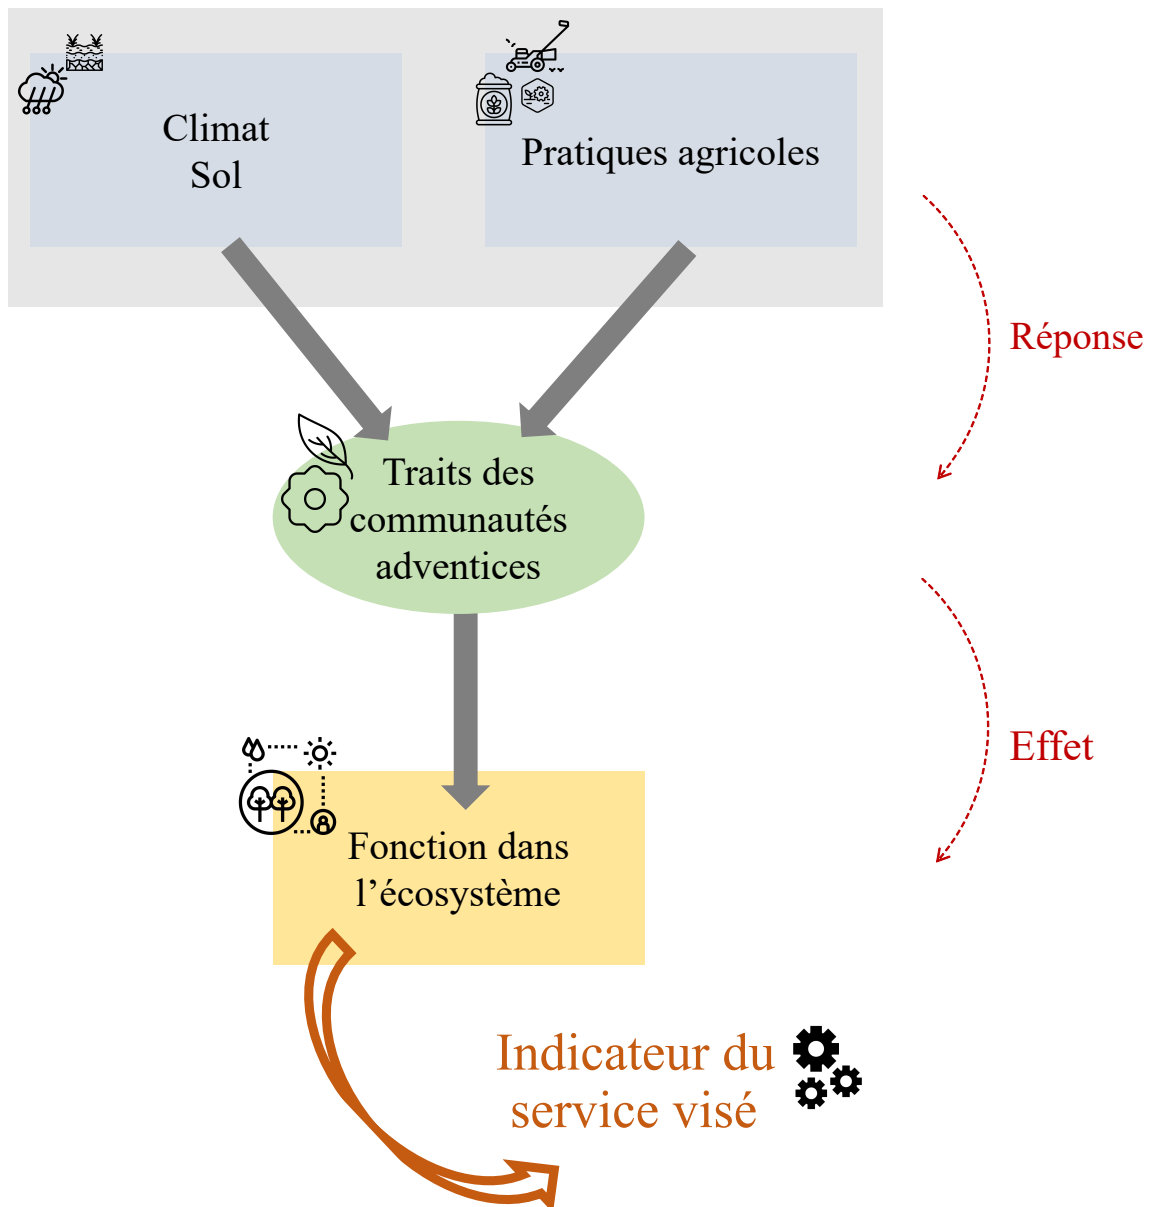 Climat
Sol
Pratiques agricoles
Réponse
Traits des
communautés
adventices
Effet
Fonction dans
l’écosystème
Indicateur du
service visé